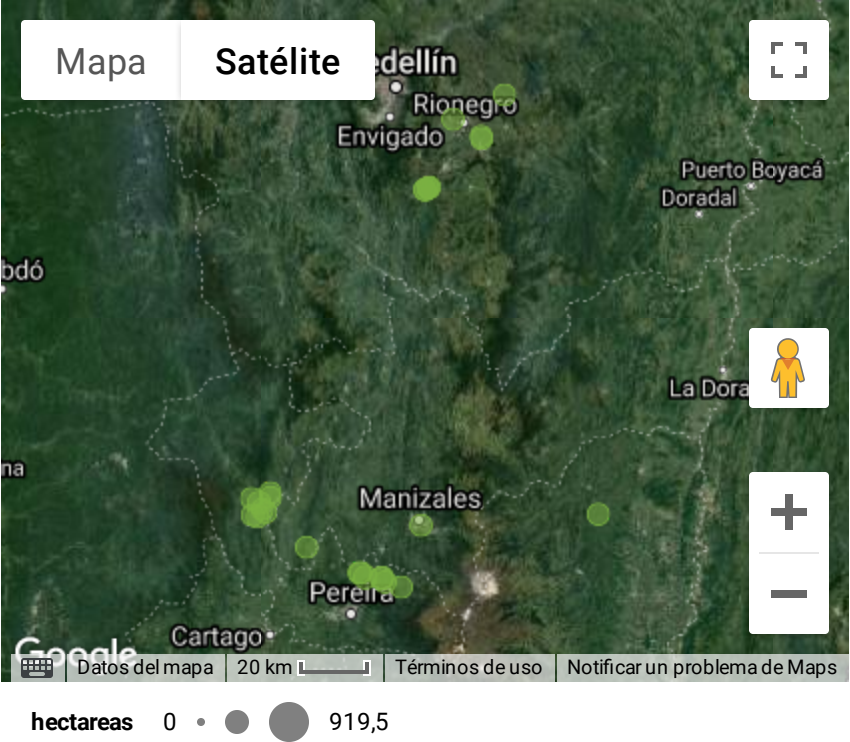 Mapa
Satélite
edellín
Rionegro
Envigado
Puerto Boyacá
Doradal
bdó
La Dora
na
Manizales
Pereira
Cartago
Google
Datos del mapa
20 km
Términos de uso
Notificar un problema de Maps
hectareas 0 919,5